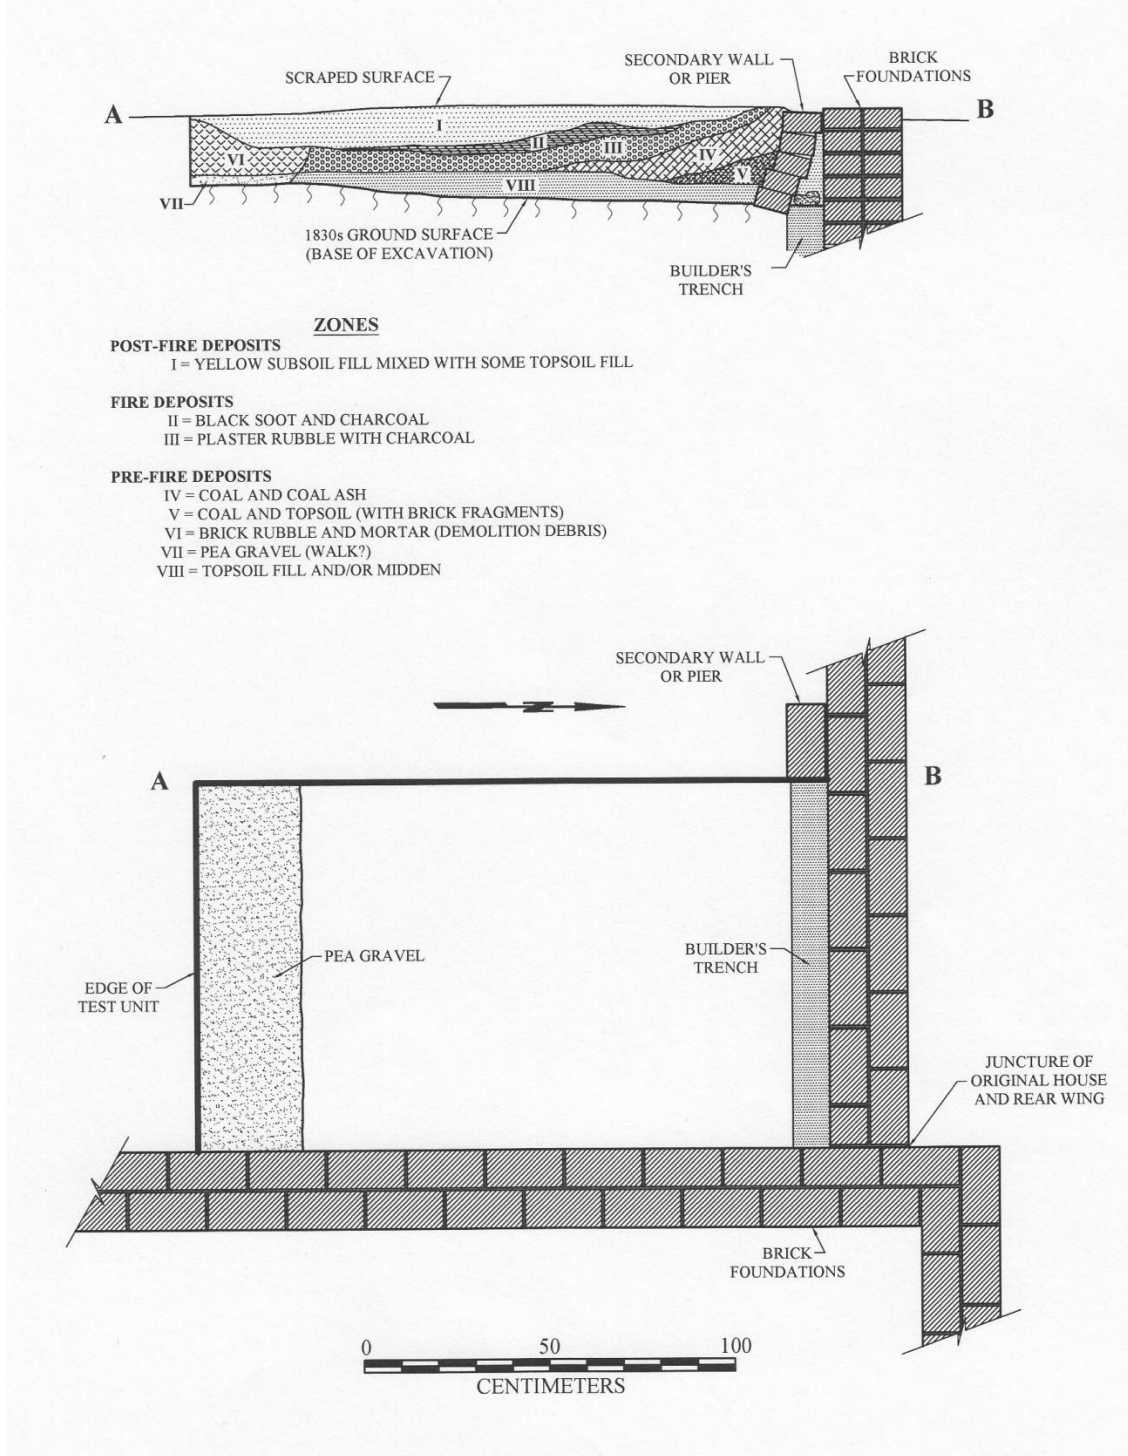 SCRAPED SURFACE
SECONDARY WALL
OR PIER
BRICK
FOUNDATIONS
A
B
I
II
III
IV
V
VI
VII
VIII
1830s GROUND SURFACE
(BASE OF EXCAVATION)
BUILDER'S
TRENCH
ZONES
POST-FIRE DEPOSITS
I = YELLOW SUBSOIL FILL MIXED WITH SOME TOPSOIL FILL
FIRE DEPOSITS
II = BLACK SOOT AND CHARCOAL
III = PLASTER RUBBLE WITH CHARCOAL
PRE-FIRE DEPOSITS
IV = COAL AND COAL ASH
V = COAL AND TOPSOIL (WITH BRICK FRAGMENTS)
VI = BRICK RUBBLE AND MORTAR (DEMOLITION DEBRIS)
VII = PEA GRAVEL (WALK?)
VIII = TOPSOIL FILL AND/OR MIDDEN
SECONDARY WALL
OR PIER
N
A
B
PEA GRAVEL
BUILDER'S
TRENCH
EDGE OF
TEST UNIT
JUNCTURE OF
ORIGINAL HOUSE
AND REAR WING
BRICK
FOUNDATIONS
0 50 100
CENTIMETERS